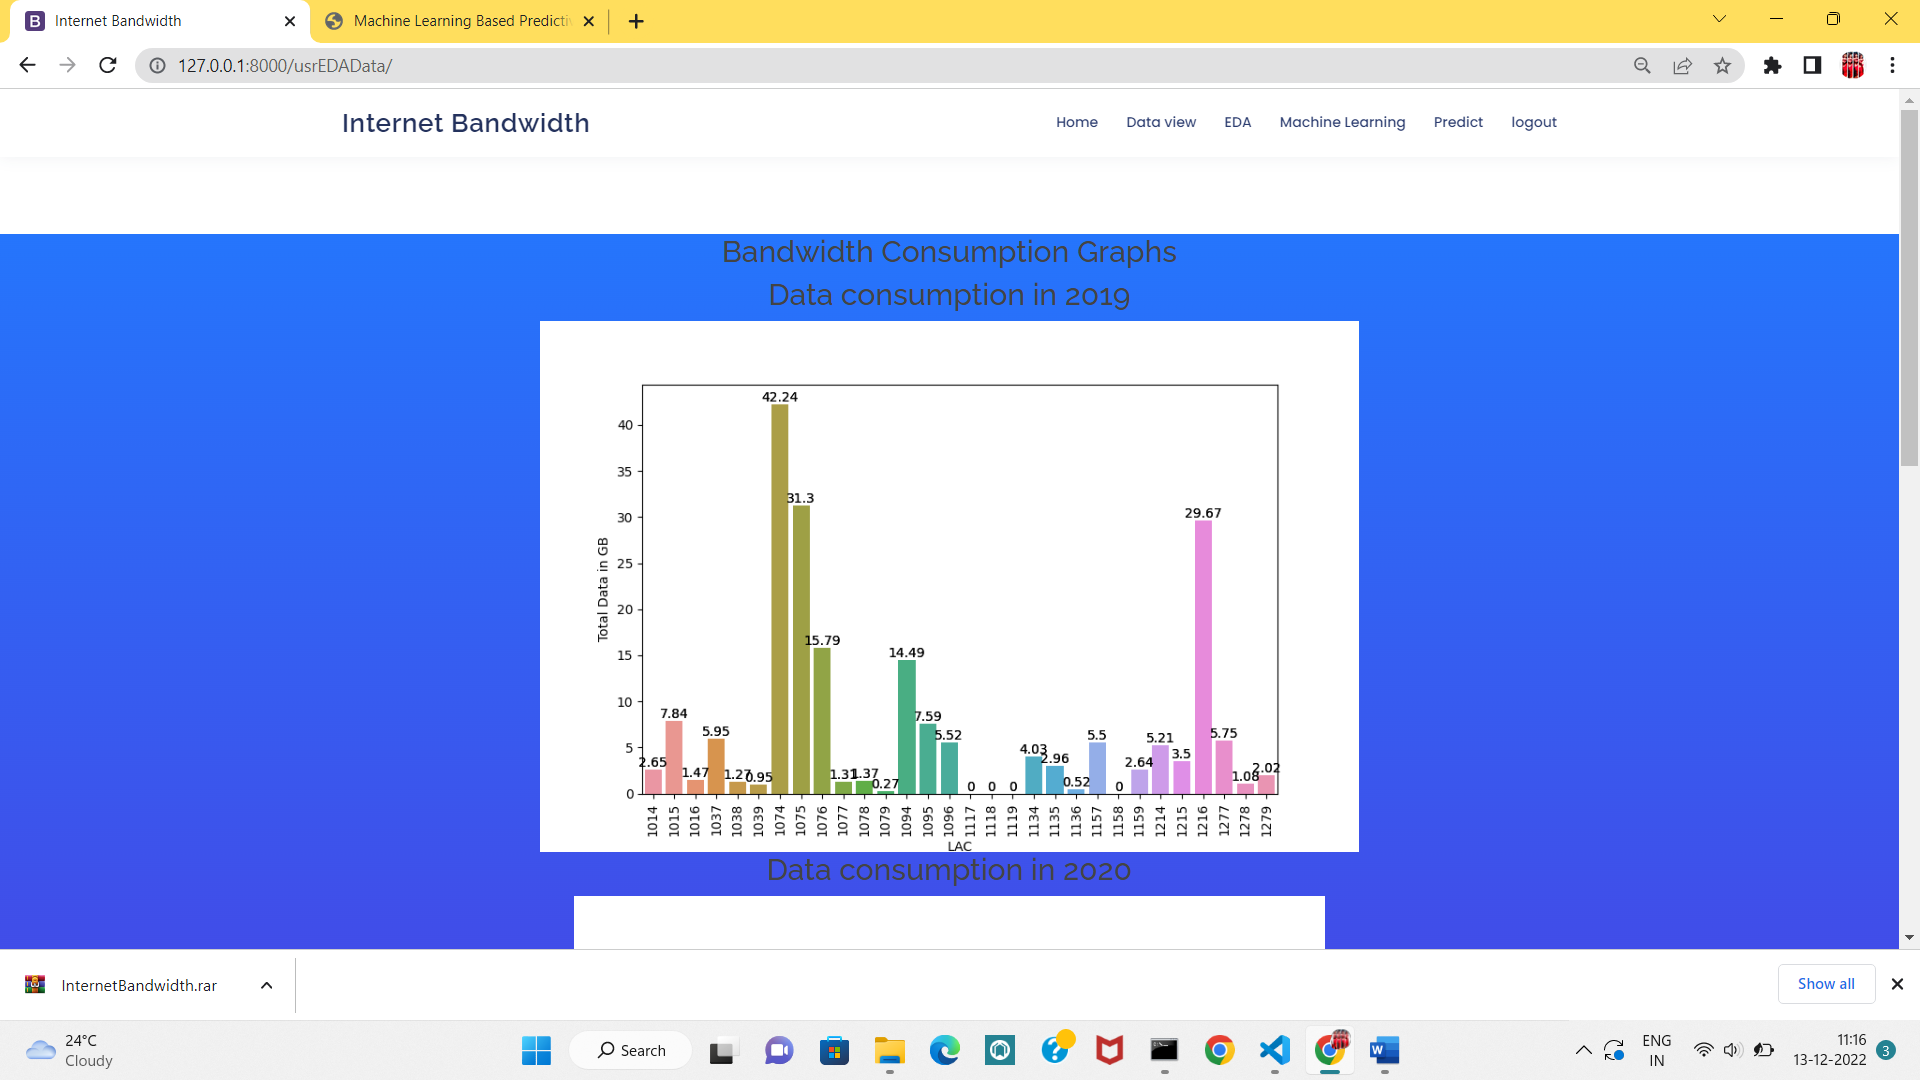 Internet Bandwidth
Machine Learning Based Predicti
127.0.0.1:8000/usrEDAData/
Internet Bandwidth
Home Data view EDA Machine Learning Predict logout
Bandwidth Consumption Graphs
Data consumption in 2019
Total Data in GB
40
35
30
25
20
15
10
5
0
2.65 7.84 1.47 5.95 1.27 0.95 42.24 31.3 15.79 1.31 1.37 0.27 14.49 7.59 5.52 0 0 0 4.03 2.96 0.52 5.5 0 2.64 5.21 3.5 29.67 5.75 1.08 2.02
1014 1015 1016 1037 1038 1039 1074 1075 1076 1077 1078 1079 1094 1095 1096 1117 1118 1119 1134 1135 1136 1157 1158 1159 1214 1215 1216 1277 1278 1279
LAC
Data consumption in 2020
InternetBandwidth.rar
Show all
24°C
Cloudy
Search
ENG
IN
11:16
13-12-2022
3